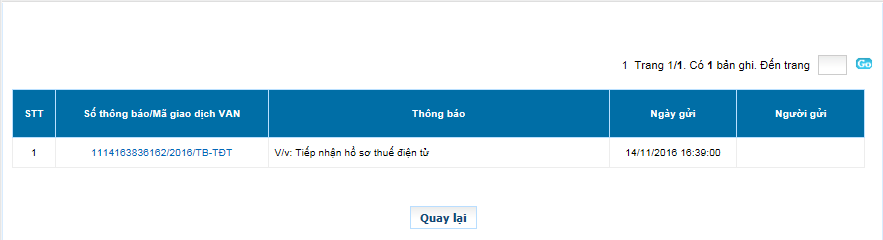 1 Trang 1/1. Có 1 bản ghi. Đến trang Go
STT Số thông báo/Mã giao dịch VAN Thông báo Ngày gửi Người gửi
1 1114163836162/2016/TB-TĐT V/v: Tiếp nhận hồ sơ thuế điện tử 14/11/2016 16:39:00
Quay lại